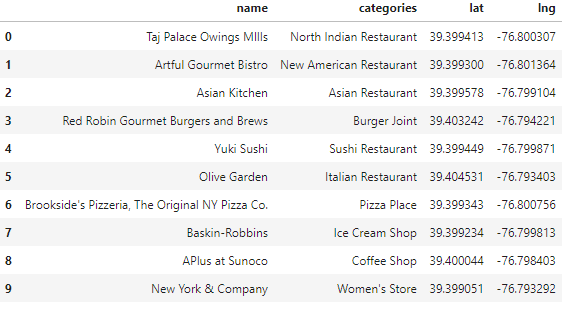 name categories lat lng
0 Taj Palace Owings MIlls North Indian Restaurant 39.399413 -76.800307
1 Artful Gourmet Bistro New American Restaurant 39.399300 -76.801364
2 Asian Kitchen Asian Restaurant 39.399578 -76.799104
3 Red Robin Gourmet Burgers and Brews Burger Joint 39.403242 -76.794221
4 Yuki Sushi Sushi Restaurant 39.399449 -76.799871
5 Olive Garden Italian Restaurant 39.404531 -76.793403
6 Brookside's Pizzeria, The Original NY Pizza Co. Pizza Place 39.399343 -76.800756
7 Baskin-Robbins Ice Cream Shop 39.399234 -76.799813
8 APlus at Sunoco Coffee Shop 39.400044 -76.798403
9 New York & Company Women's Store 39.399051 -76.793292